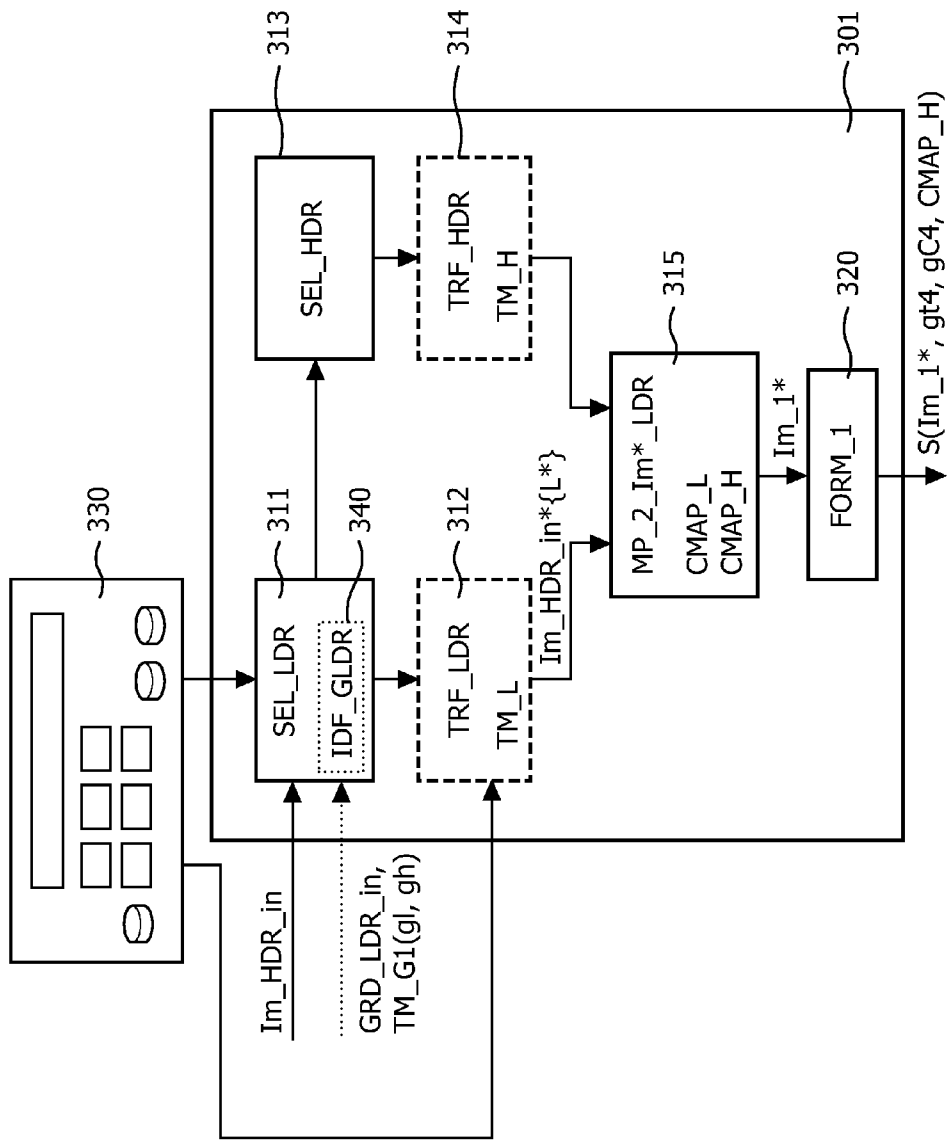 330
313
314
301
311
340
312
315
320
SEL_HDR
TRF_HDR
TM_H
SEL_LDR
IDF_GLDR
TRF_LDR
TM_L
Im_HDR_in
GRD_LDR_in,
TM_G1(gl, gh)
Im_HDR_in*{L*}
MP_2_Im*_LDR
CMAP_L
CMAP_H
Im_1*
FORM_1
S(Im_1*, gt4, gC4, CMAP_H)